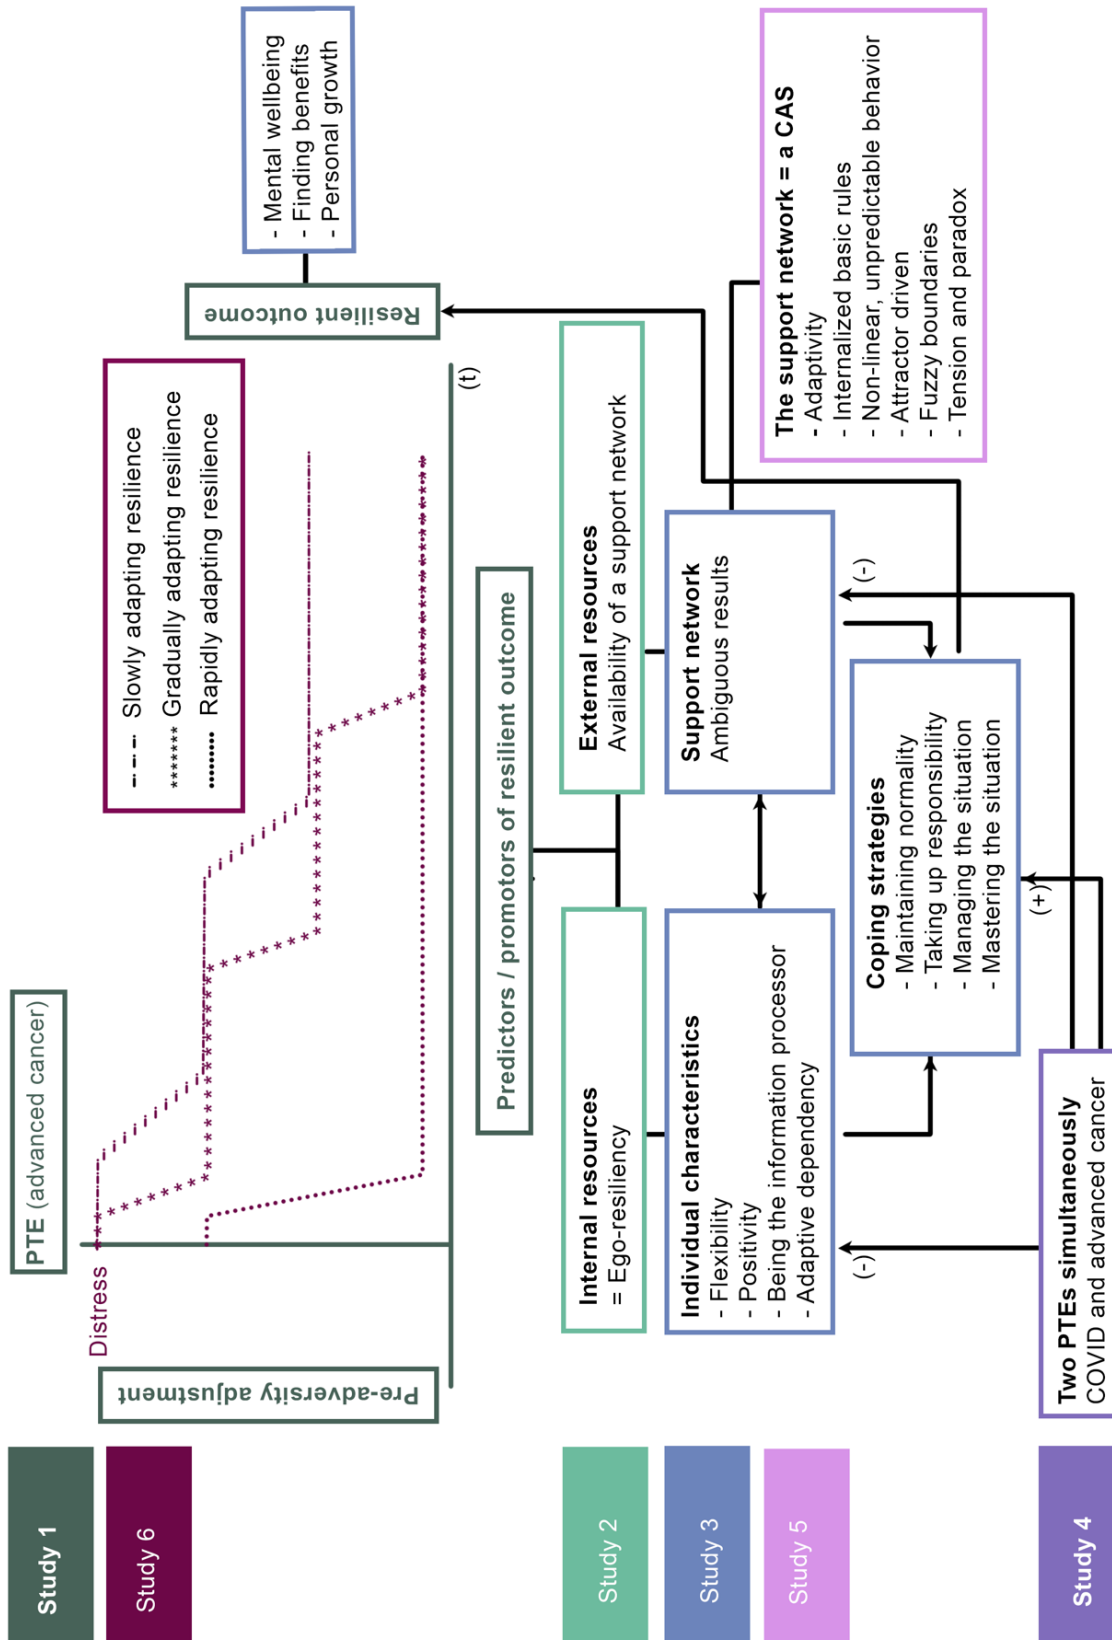 Study 1
Study 6
Study 2
Study 3
Study 5
Study 4
PTE (advanced cancer)
Distress
Pre-adversity adjustment
(t)
Slowly adapting resilience
******* Gradually adapting resilience
Rapidly adapting resilience
Resilient outcome
- Mental wellbeing
- Finding benefits
- Personal growth
Predictors / promotors of resilient outcome
Internal resources
= Ego-resiliency
External resources
Availability of a support network
Individual characteristics
- Flexibility
- Positivity
- Being the information processor
- Adaptive dependency
Support network
Ambiguous results
The support network = a CAS
- Adaptivity
- Internalized basic rules
- Non-linear, unpredictable behavior
- Attractor driven
- Fuzzy boundaries
- Tension and paradox
Coping strategies
- Maintaining normality
- Taking up responsibility
- Managing the situation
- Mastering the situation
(-)
(+)
(-)
Two PTEs simultaneously
COVID and advanced cancer